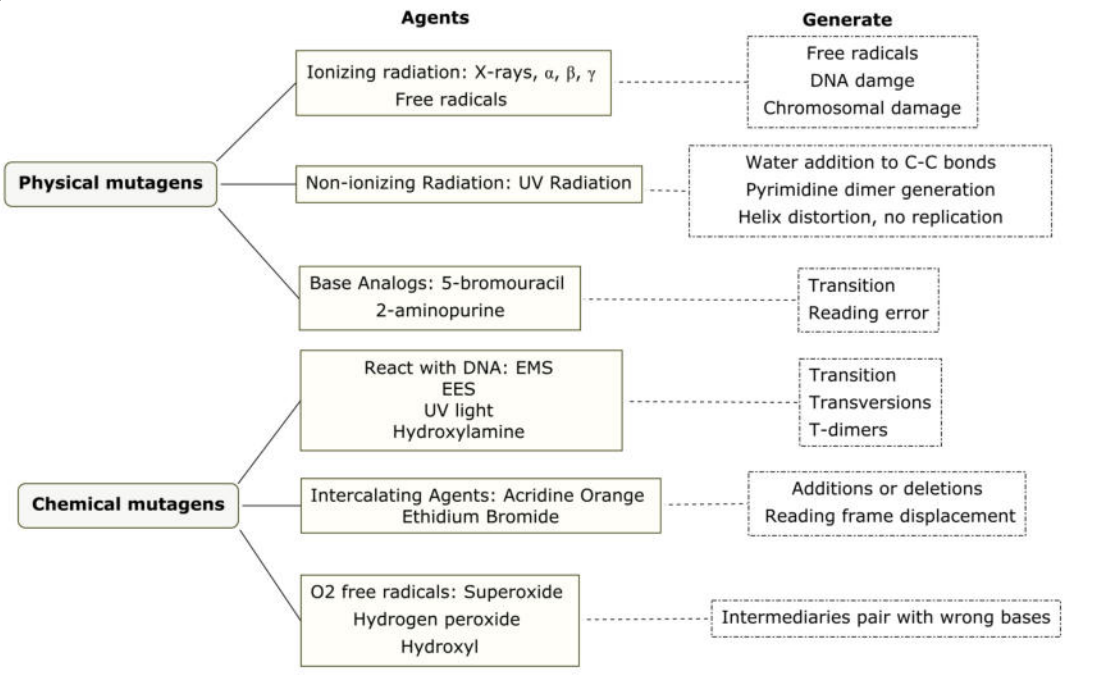 Agents
Generate
Physical mutagens
Ionizing radiation: X-rays, α, β, γ
Free radicals
Free radicals
DNA damge
Chromosomal damage
Non-ionizing Radiation: UV Radiation
Water addition to C-C bonds
Pyrimidine dimer generation
Helix distortion, no replication
Base Analogs: 5-bromouracil
2-aminopurine
Transition
Reading error
Chemical mutagens
React with DNA: EMS
EES
UV light
Hydroxylamine
Transition
Transversions
T-dimers
Intercalating Agents: Acridine Orange
Ethidium Bromide
Additions or deletions
Reading frame displacement
O2 free radicals: Superoxide
Hydrogen peroxide
Hydroxyl
Intermediaries pair with wrong bases